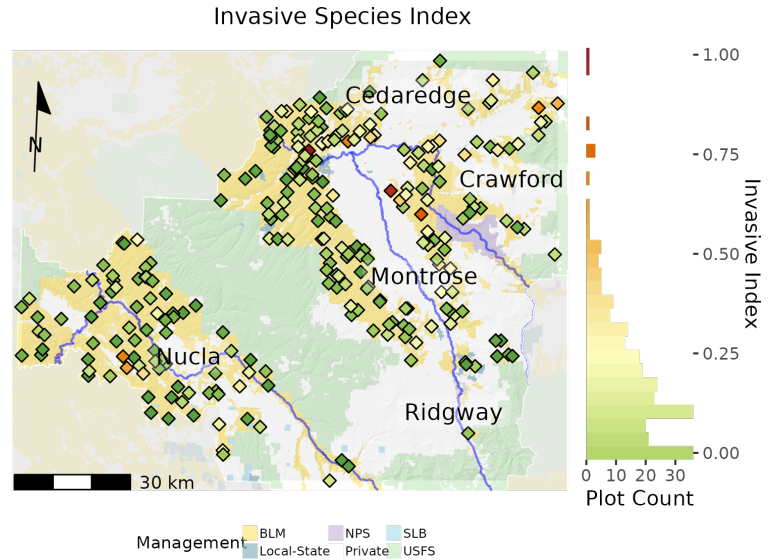 Invasive Species Index
N
Cedaredge
Crawford
Montrose
Nucla
Ridgway
30 km
1.00
0.75
0.50
0.25
0.00
Invasive Index
0 10 20 30
Plot Count
Management
BLM NPS SLB
Local-State Private USFS